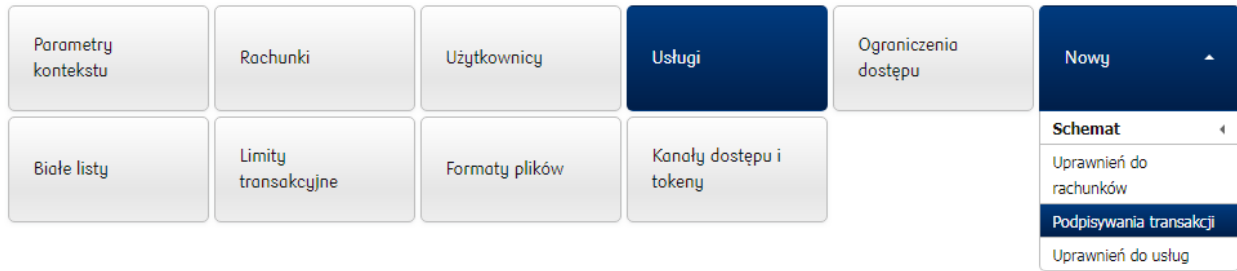 Parametry
kontekstu
Rachunki
Użytkownicy
Usługi
Ograniczenia
dostępu
Nowy
Białe listy
Limity
transakcyjne
Formaty plików
Kanały dostępu i
tokeny
Schemat
Uprawnień do
rachunków
Podpisywania transakcji
Uprawnień do usług